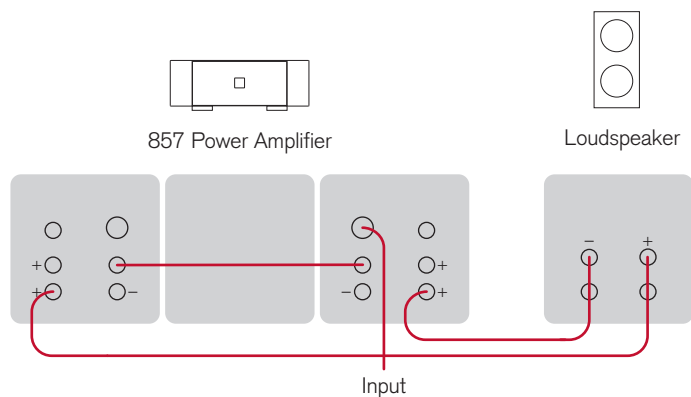 857 Power Amplifier
Loudspeaker
− +
+ +
+ − − +
Input